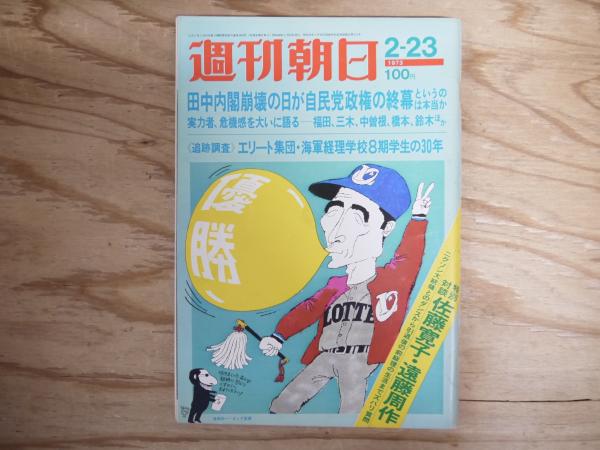 週刊朝日
2-23
1973
100円
田中内閣崩壊の日が自民党政権の終幕というのは本当か
実力者、危機感を大いに語る——福田、三木、中曽根、橋本、鈴木ほか
《追跡調査》エリート集団・海軍経理学校8期学生の30年
優勝
LOTTE
特別対談 佐藤寛子・遠藤周作